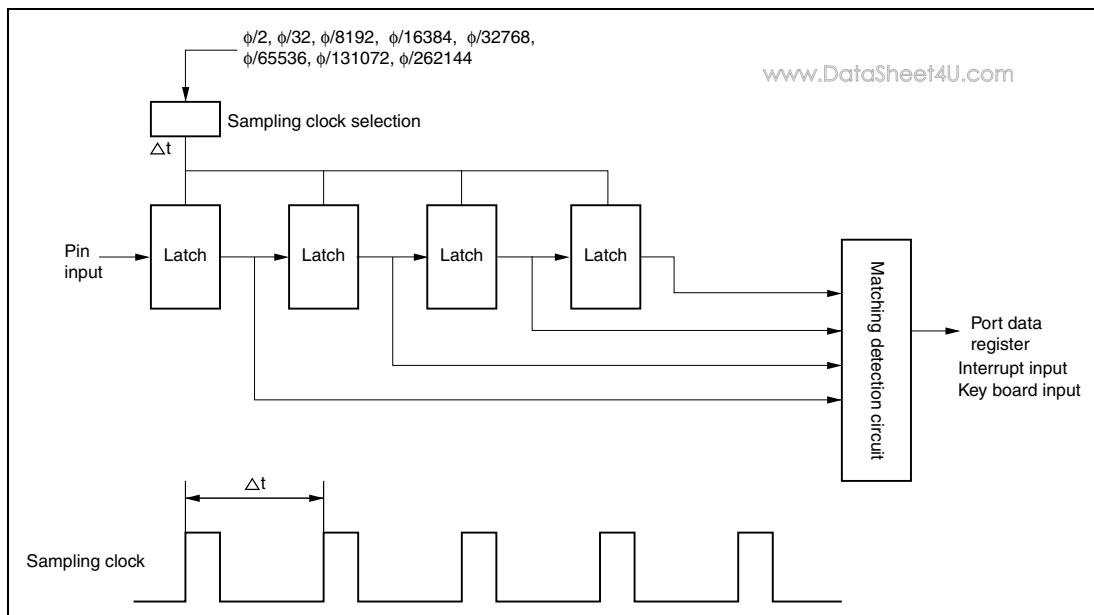 ϕ/2, ϕ/32, ϕ/8192, ϕ/16384, ϕ/32768,
ϕ/65536, ϕ/131072, ϕ/262144
www.DataSheet4U.com
Sampling clock selection
△t
Pin
input
Latch
Latch
Latch
Latch
Matching detection circuit
Port data
register
Interrupt input
Key board input
△t
Sampling clock